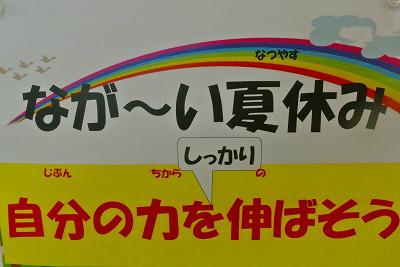 なつやす
なが～い夏休み
しっかり
じぶん ちから の
自分の力を伸ばそう